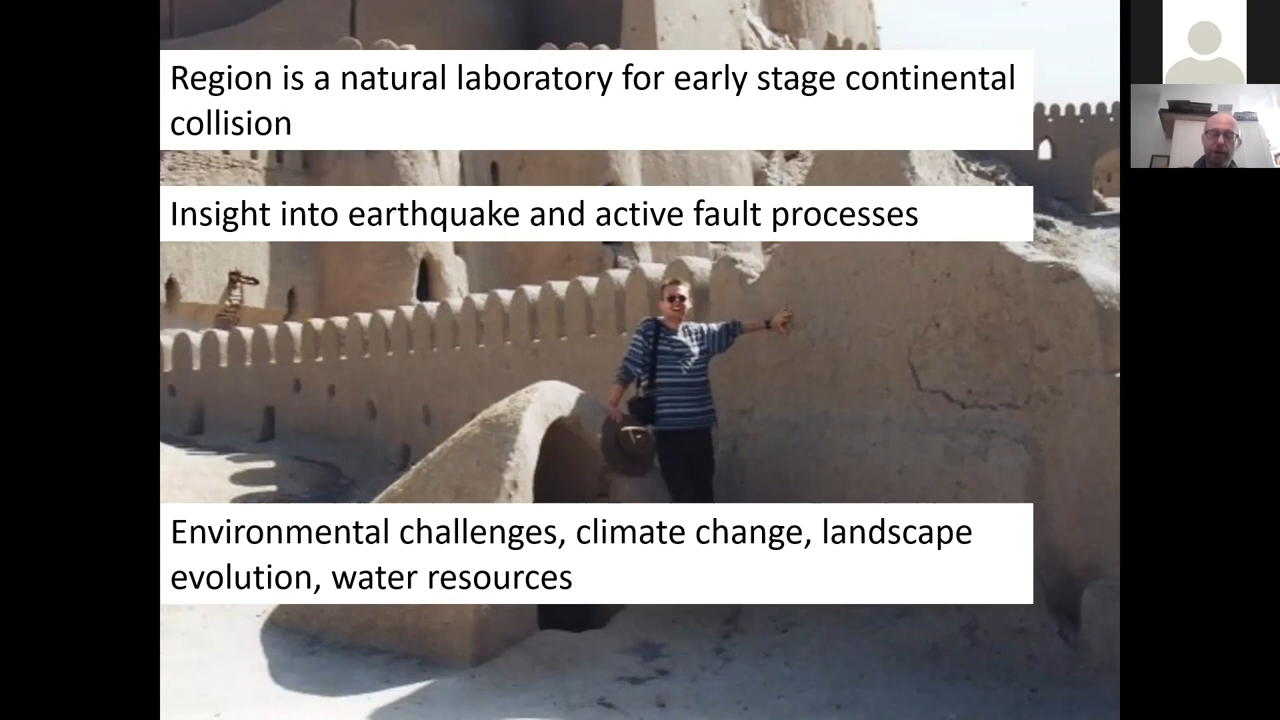 Region is a natural laboratory for early stage continental
collision
Insight into earthquake and active fault processes
Environmental challenges, climate change, landscape
evolution, water resources